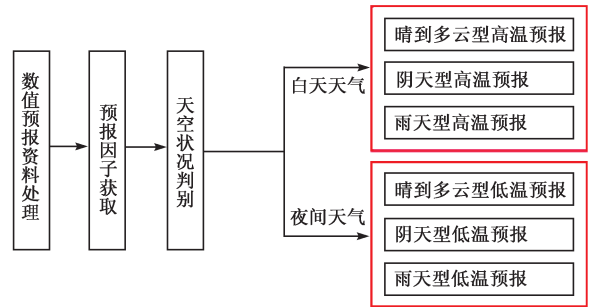 数值预报资料处理
预报因子获取
天空状况判别
白天天气
晴到多云型高温预报
阴天型高温预报
雨天型高温预报
夜间天气
晴到多云型低温预报
阴天型低温预报
雨天型低温预报